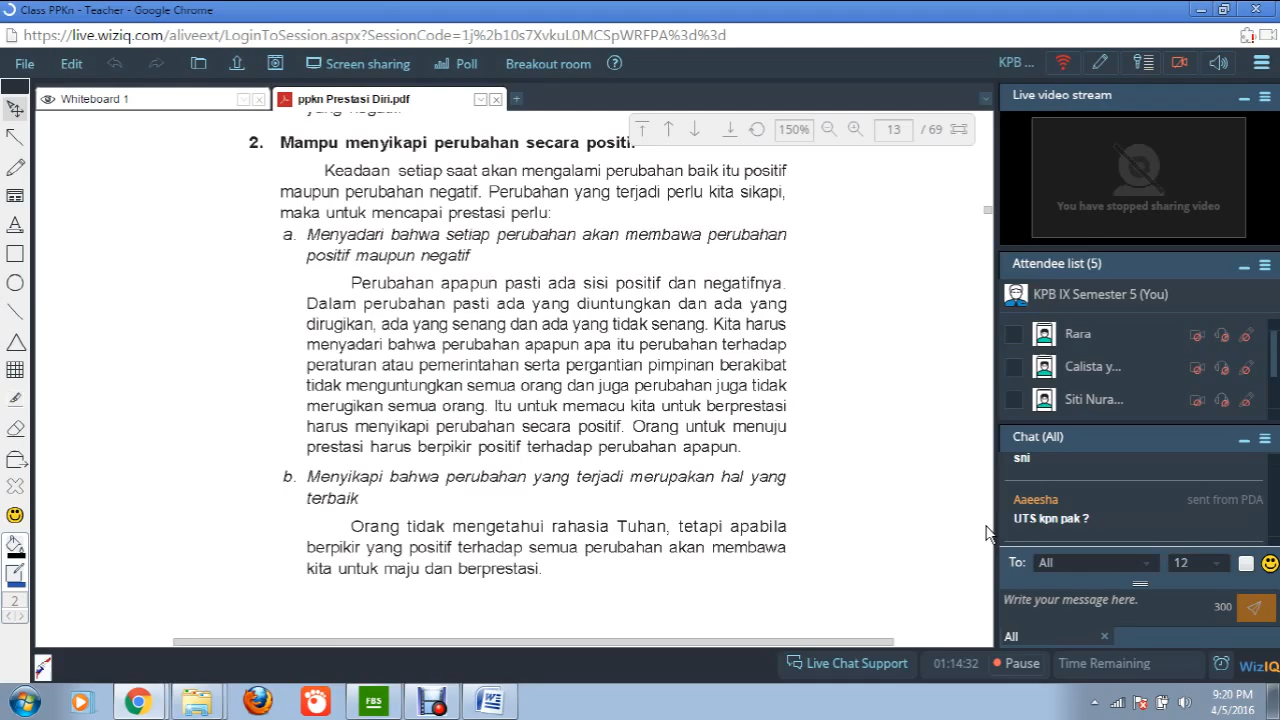 Class PPKn - Teacher - Google Chrome
https://live.wiziq.com/aliveext/LoginToSession.aspx?SessionCode=1j%2b10s7XvkuL0MCSpWRFPA%3d%3d
File Edit Screen sharing Poll Breakout room KPB ...
Whiteboard 1 ppkn Prestasi Diri.pdf
150% 13 / 69
2. Mampu menyikapi perubahan secara positi
Keadaan setiap saat akan mengalami perubahan baik itu positif
maupun perubahan negatif. Perubahan yang terjadi perlu kita sikapi,
maka untuk mencapai prestasi perlu:
a. Menyadari bahwa setiap perubahan akan membawa perubahan
positif maupun negatif
Perubahan apapun pasti ada sisi positif dan negatifnya.
Dalam perubahan pasti ada yang diuntungkan dan ada yang
dirugikan, ada yang senang dan ada yang tidak senang. Kita harus
menyadari bahwa perubahan apapun apa itu perubahan terhadap
peraturan atau pemerintahan serta pergantian pimpinan berakibat
tidak menguntungkan semua orang dan juga perubahan juga tidak
merugikan semua orang. Itu untuk memacu kita untuk berprestasi
harus menyikapi perubahan secara positif. Orang untuk menuju
prestasi harus berpikir positif terhadap perubahan apapun.
b. Menyikapi bahwa perubahan yang terjadi merupakan hal yang
terbaik
Orang tidak mengetahui rahasia Tuhan, tetapi apabila
berpikir yang positif terhadap semua perubahan akan membawa
kita untuk maju dan berprestasi.
2
Live video stream
You have stopped sharing video
Attendee list (5)
KPB IX Semester 5 (You)
Rara
Calista y...
Siti Nura...
Chat (All)
sni
Aaeesha sent from PDA
UTS kpn pak ?
To: All 12
Write your message here. 300
All
Live Chat Support 01:14:32 Pause Time Remaining WizIQ
FBS
9:20 PM
4/5/2016